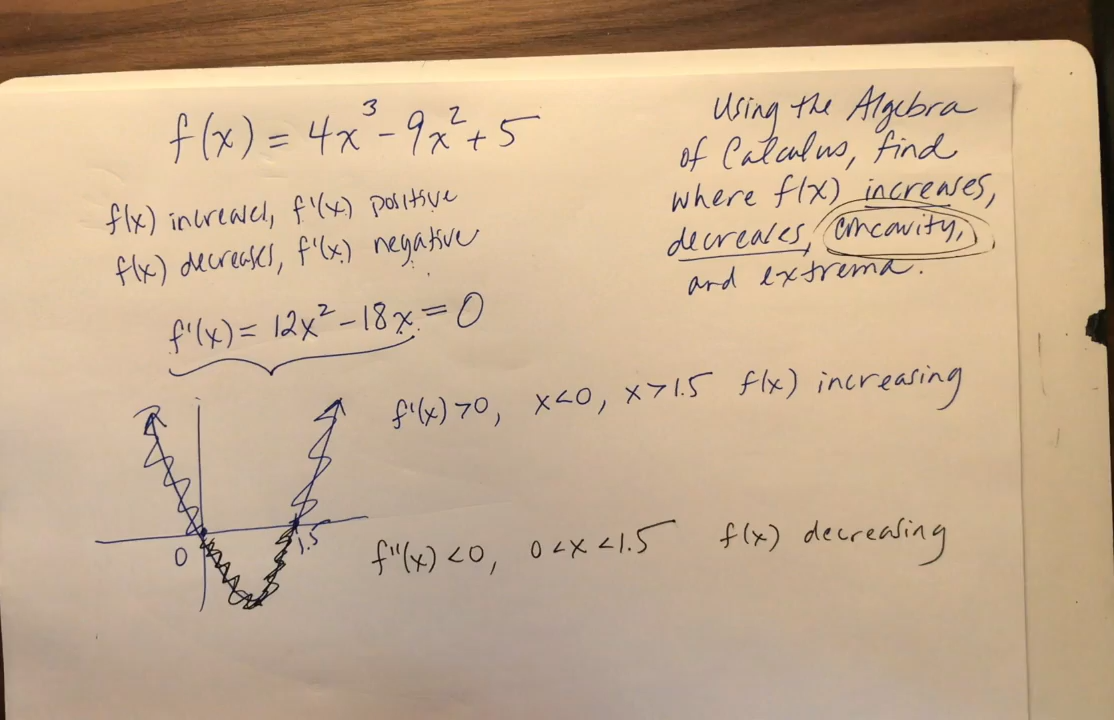 f(x) = 4x³ - 9x² + 5
Using the Algebra
of Calculus, find
where f(x) increases,
decreases, concavity,
and extrema.
f(x) increases, f'(x) positive
f(x) decreases, f'(x) negative
f'(x) = 12x² - 18x = 0
f'(x) > 0, x < 0, x > 1.5 f(x) increasing
0 1.5
f"(x) < 0, 0 < x < 1.5 f(x) decreasing